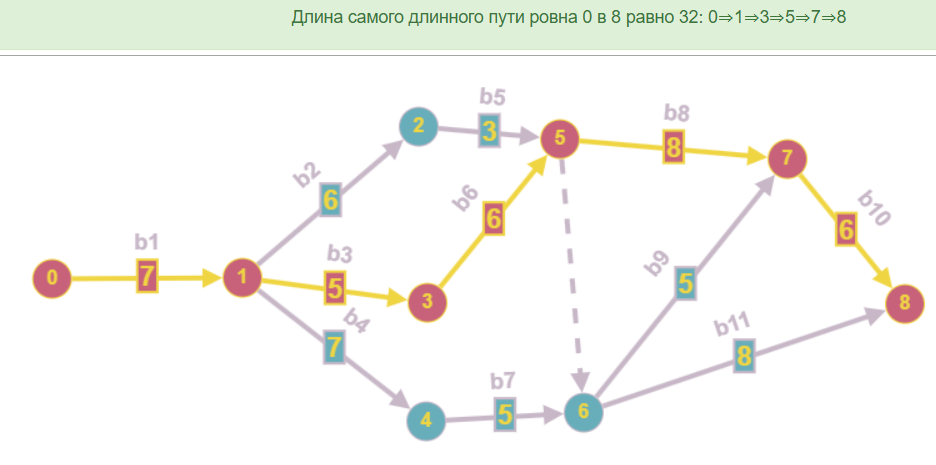 Длина самого длинного пути ровна 0 в 8 равно 32: 0⇒1⇒3⇒5⇒7⇒8
b5
2
3
5
b8
8
7
b2
6
b6
6
b10
6
b1
0
7
1
b3
5
3
b9
5
8
b4
7
b11
8
b7
4
5
6